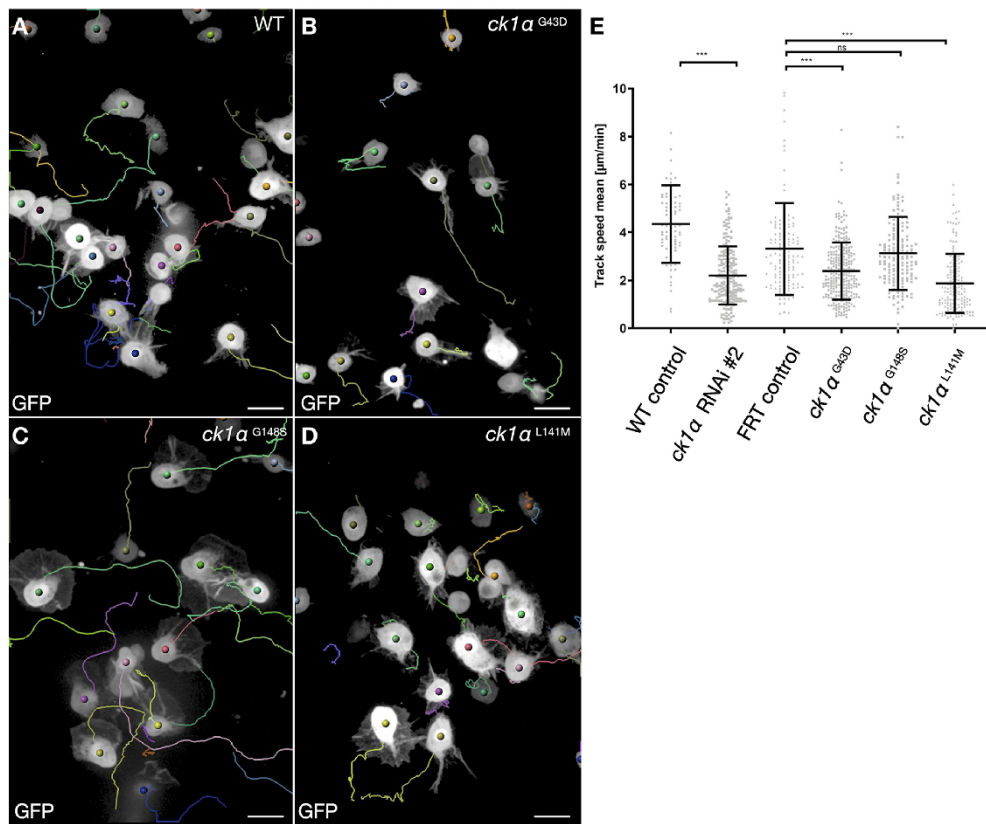 A WT
GFP
B ck1α G43D
GFP
C ck1α G148S
GFP
D ck1α L141M
GFP
E
***
ns
***
***
Track speed mean [µm/min]
10
8
6
4
2
0
WT control
ck1α RNAi #2
FRT control
ck1α G43D
ck1α G148S
ck1α L141M